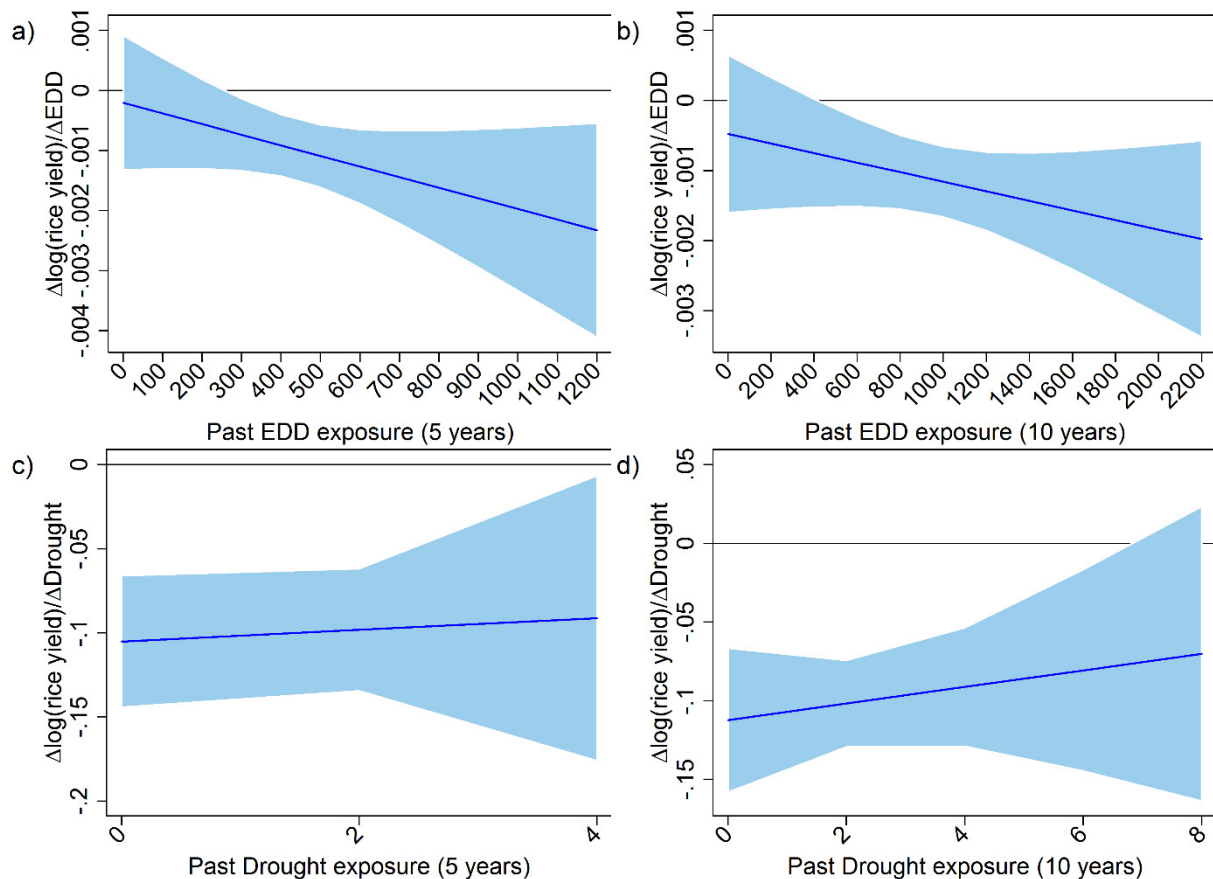 a)
Δlog(rice yield)/ΔEDD
.001
0
-.001
-.002
-.003
-.004
0 100 200 300 400 500 600 700 800 900 1000 1100 1200
Past EDD exposure (5 years)
b)
Δlog(rice yield)/ΔEDD
.001
0
-.001
-.002
-.003
0 200 400 600 800 1000 1200 1400 1600 1800 2000 2200
Past EDD exposure (10 years)
c)
Δlog(rice yield)/ΔDrought
0
-.05
-.1
-.15
-.2
0 2 4
Past Drought exposure (5 years)
d)
Δlog(rice yield)/ΔDrought
.05
0
-.05
-.1
-.15
0 2 4 6 8
Past Drought exposure (10 years)